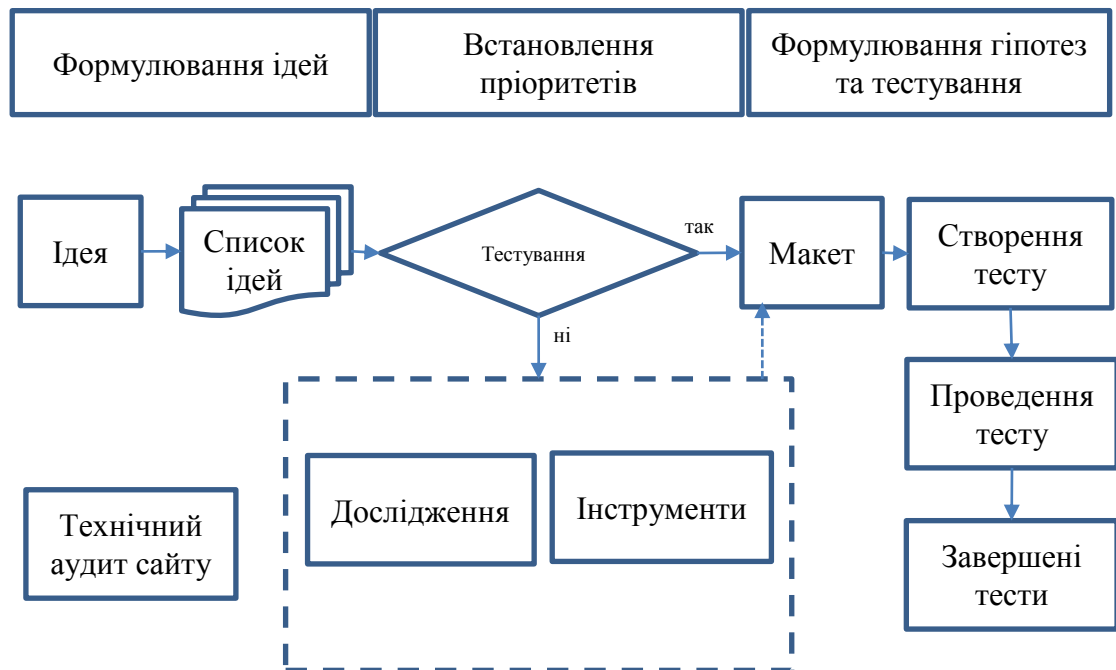 Формулювання ідей
Встановлення
пріоритетів
Формулювання гіпотез
та тестування
Ідея
Список
ідей
Тестування
так
Макет
Створення
тесту
ні
Проведення
тесту
Дослідження
Інструменти
Технічний
аудит сайту
Завершені
тести